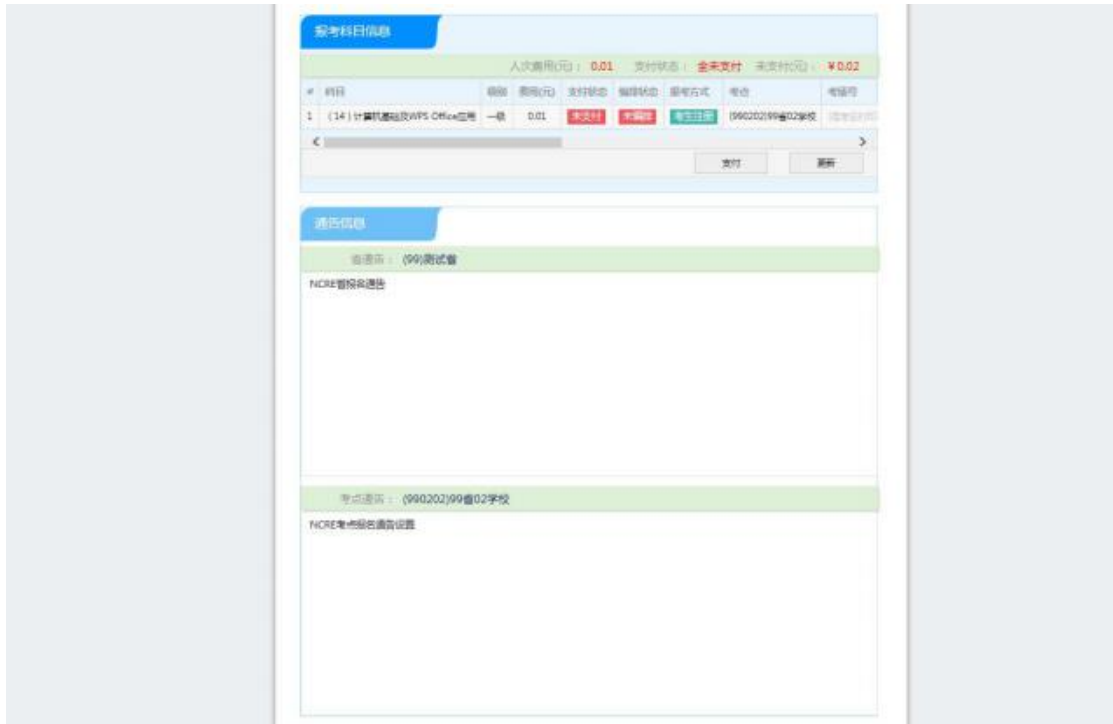 报考科目信息
人次费用(元)： 0.01 支付状态： 全未支付 未支付(元)： ￥0.02
# 科目 级别 费用(元) 支付状态 编排状态 报考方式 考点 考籍号
1 (14)计算机基础及WPS Office应用 一级 0.01 未支付 未编排 考生注册 (990202)99省02学校
支付 更新
通告信息
省通告： (99)测试省
NCRE省报名通告
考点通告： (990202)99省02学校
NCRE考点报名通告设置